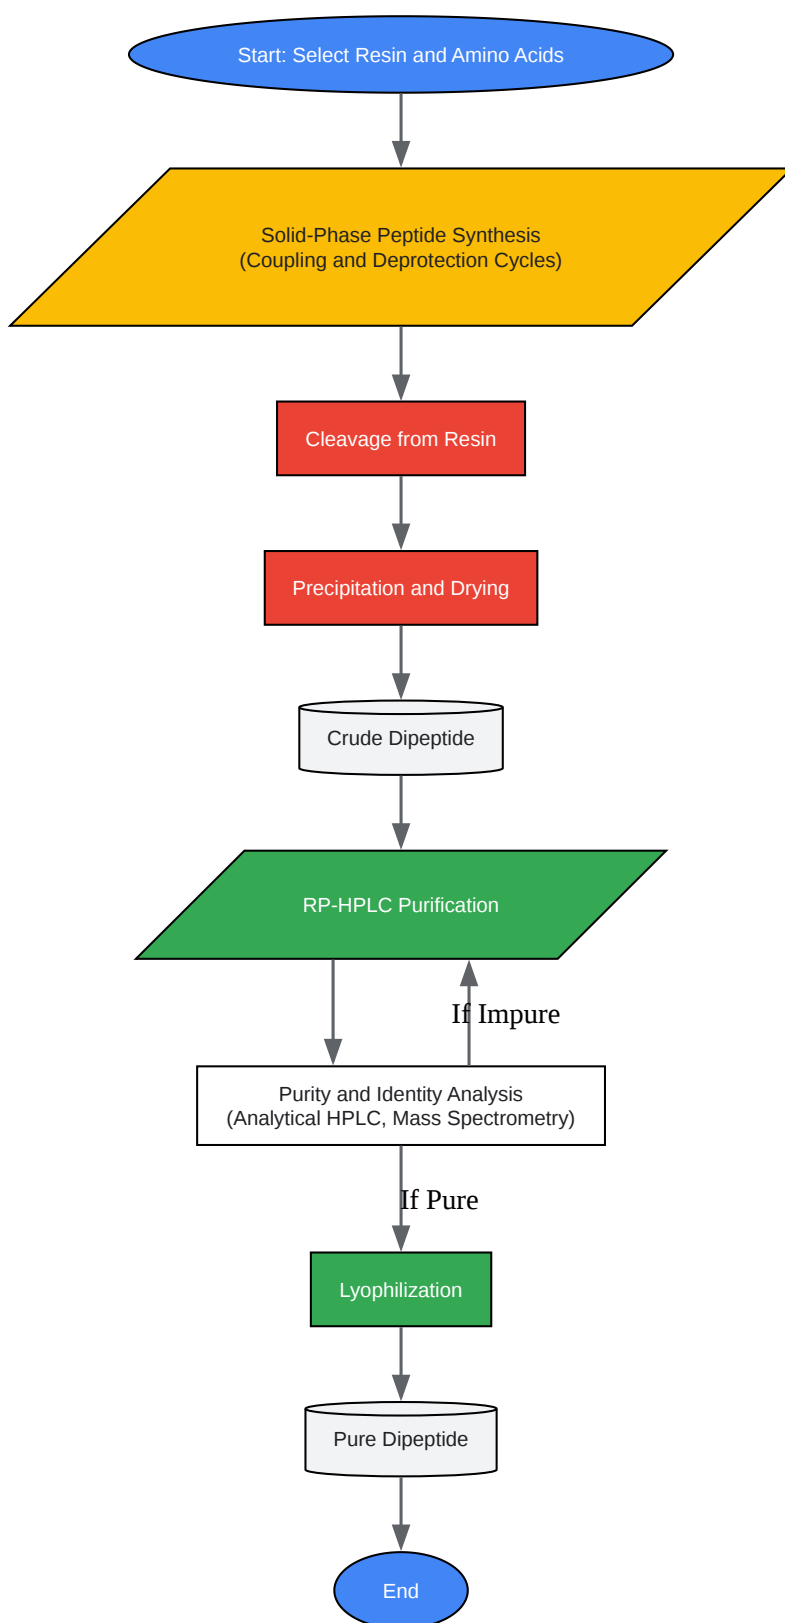 Start: Select Resin and Amino Acids
Solid-Phase Peptide Synthesis
(Coupling and Deprotection Cycles)
Cleavage from Resin
Precipitation and Drying
Crude Dipeptide
RP-HPLC Purification
If Impure
Purity and Identity Analysis
(Analytical HPLC, Mass Spectrometry)
If Pure
Lyophilization
Pure Dipeptide
End